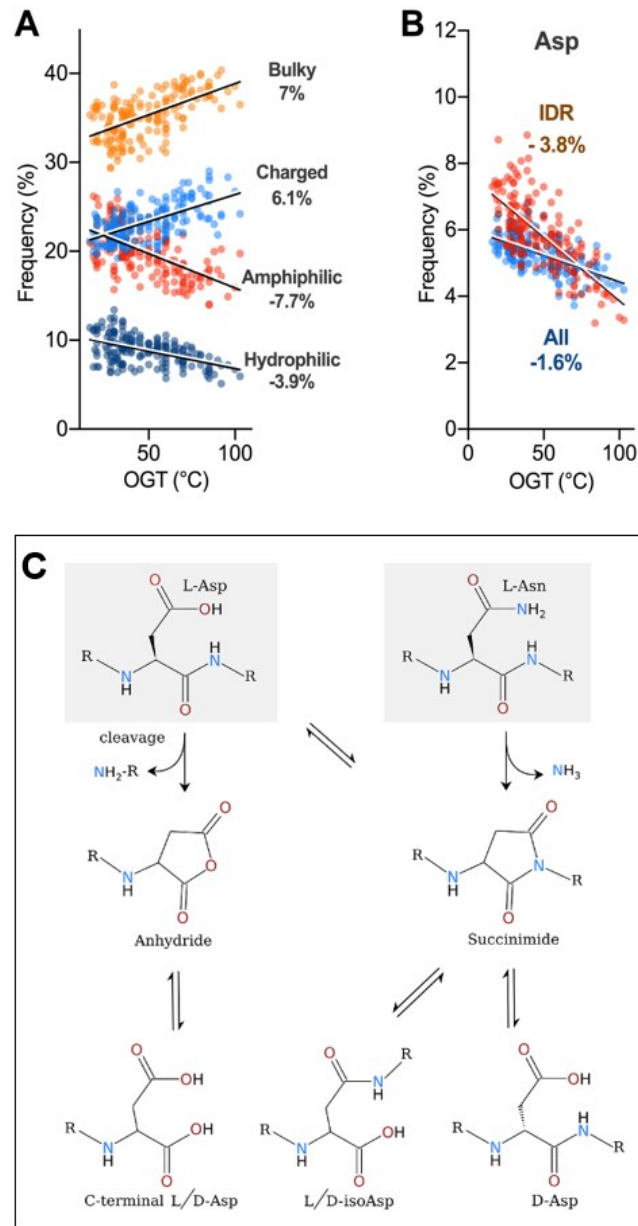 A
Frequency (%)
40
30
20
10
0
50
100
OGT (°C)
Bulky
7%
Charged
6.1%
Amphiphilic
-7.7%
Hydrophilic
-3.9%
B
Asp
Frequency (%)
12
10
8
6
4
2
0
0
50
100
OGT (°C)
IDR
- 3.8%
All
-1.6%
C
L-Asp
O
OH
H
N
R
N
H
R
O
L-Asn
O
NH2
H
N
R
N
H
R
O
cleavage
NH2-R
NH3
O
R
O
N
H
O
Anhydride
O
R
N
N
H
R
O
Succinimide
O
OH
R
OH
N
H
O
C-terminal L/D-Asp
R
O
NH
R
OH
N
H
O
L/D-isoAsp
O
OH
H
N
R
N
H
R
O
D-Asp